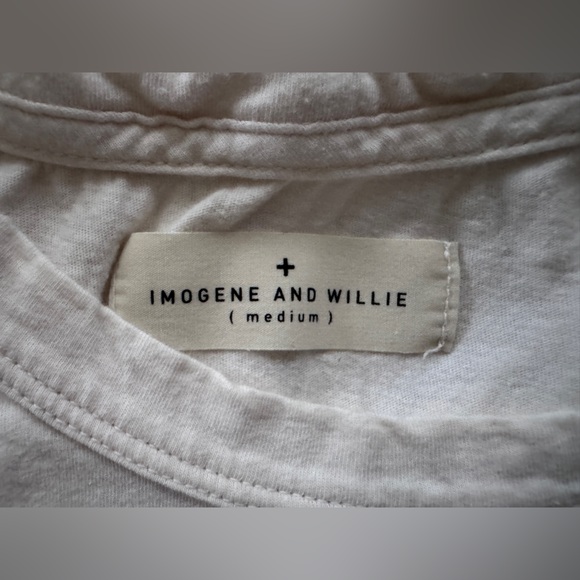 +
IMOGENE AND WILLIE
( medium )